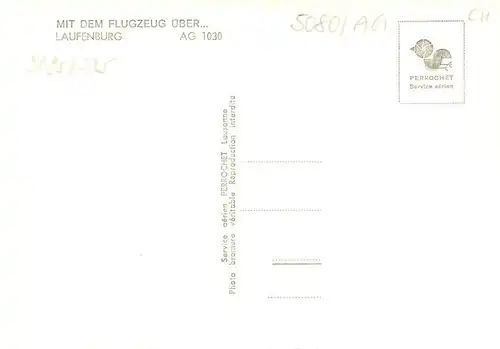 MIT DEM FLUGZEUG ÜBER...
LAUFENBURG AG 1030
5080/AG
CH
PERROCHET
Service aérien
Service aérien PERROCHET Lausanne
Photo bromure véritable Reproduction interdite